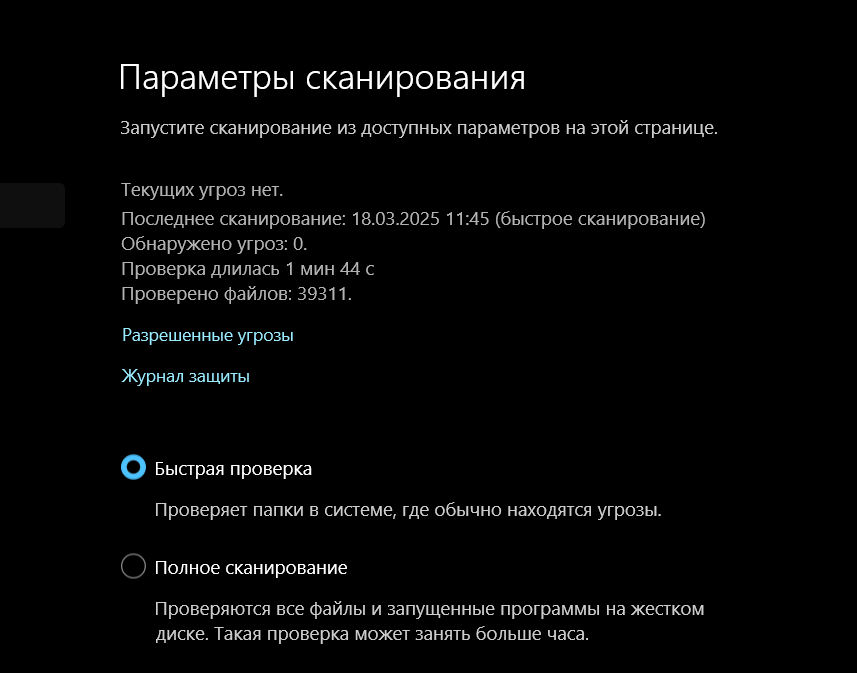 Параметры сканирования
Запустите сканирование из доступных параметров на этой странице.
Текущих угроз нет.
Последнее сканирование: 18.03.2025 11:45 (быстрое сканирование)
Обнаружено угроз: 0.
Проверка длилась 1 мин 44 с
Проверено файлов: 39311.
Разрешенные угрозы
Журнал защиты
Быстрая проверка
Проверяет папки в системе, где обычно находятся угрозы.
Полное сканирование
Проверяются все файлы и запущенные программы на жестком
диске. Такая проверка может занять больше часа.